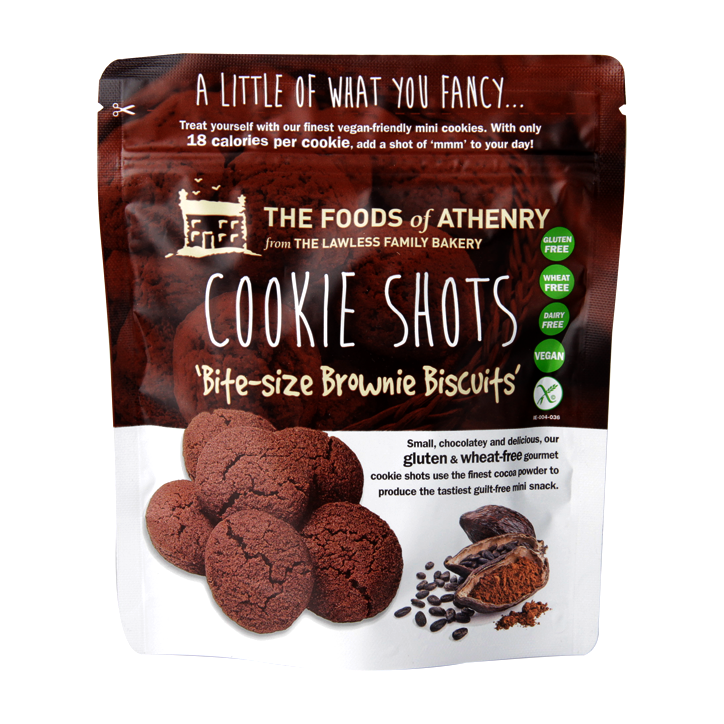 A LITTLE OF WHAT YOU FANCY...
Treat yourself with our finest vegan-friendly mini cookies. With only
18 calories per cookie, add a shot of 'mmm' to your day!
THE FOODS of ATHENRY
from THE LAWLESS FAMILY BAKERY
GLUTEN
FREE
WHEAT
FREE
DAIRY
FREE
VEGAN
IE-004-036
COOKIE SHOTS
'Bite-size Brownie Biscuits'
Small, chocolatey and delicious, our
gluten & wheat-free gourmet
cookie shots use the finest cocoa powder to
produce the tastiest guilt-free mini snack.